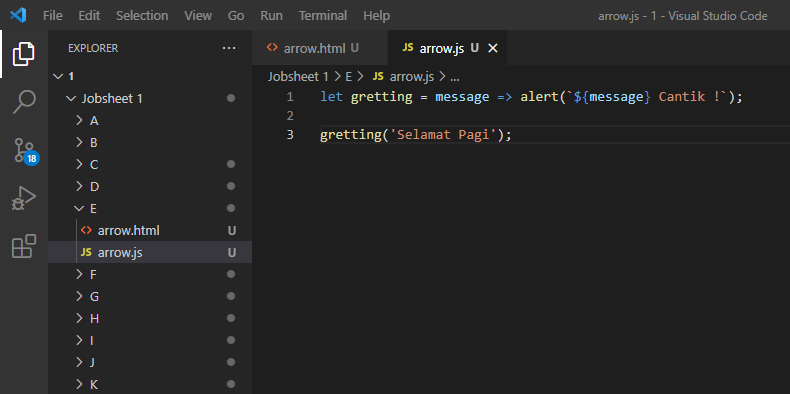 File Edit Selection View Go Run Terminal Help arrow.js - 1 - Visual Studio Code
EXPLORER ...
arrow.html U
JS arrow.js U
1
Jobsheet 1
A
B
C
D
E
arrow.html U
JS arrow.js U
F
G
H
I
J
K
18
Jobsheet 1 > E > JS arrow.js > ...
1 let gretting = message => alert(`${message} Cantik !`);
2
3 gretting('Selamat Pagi');